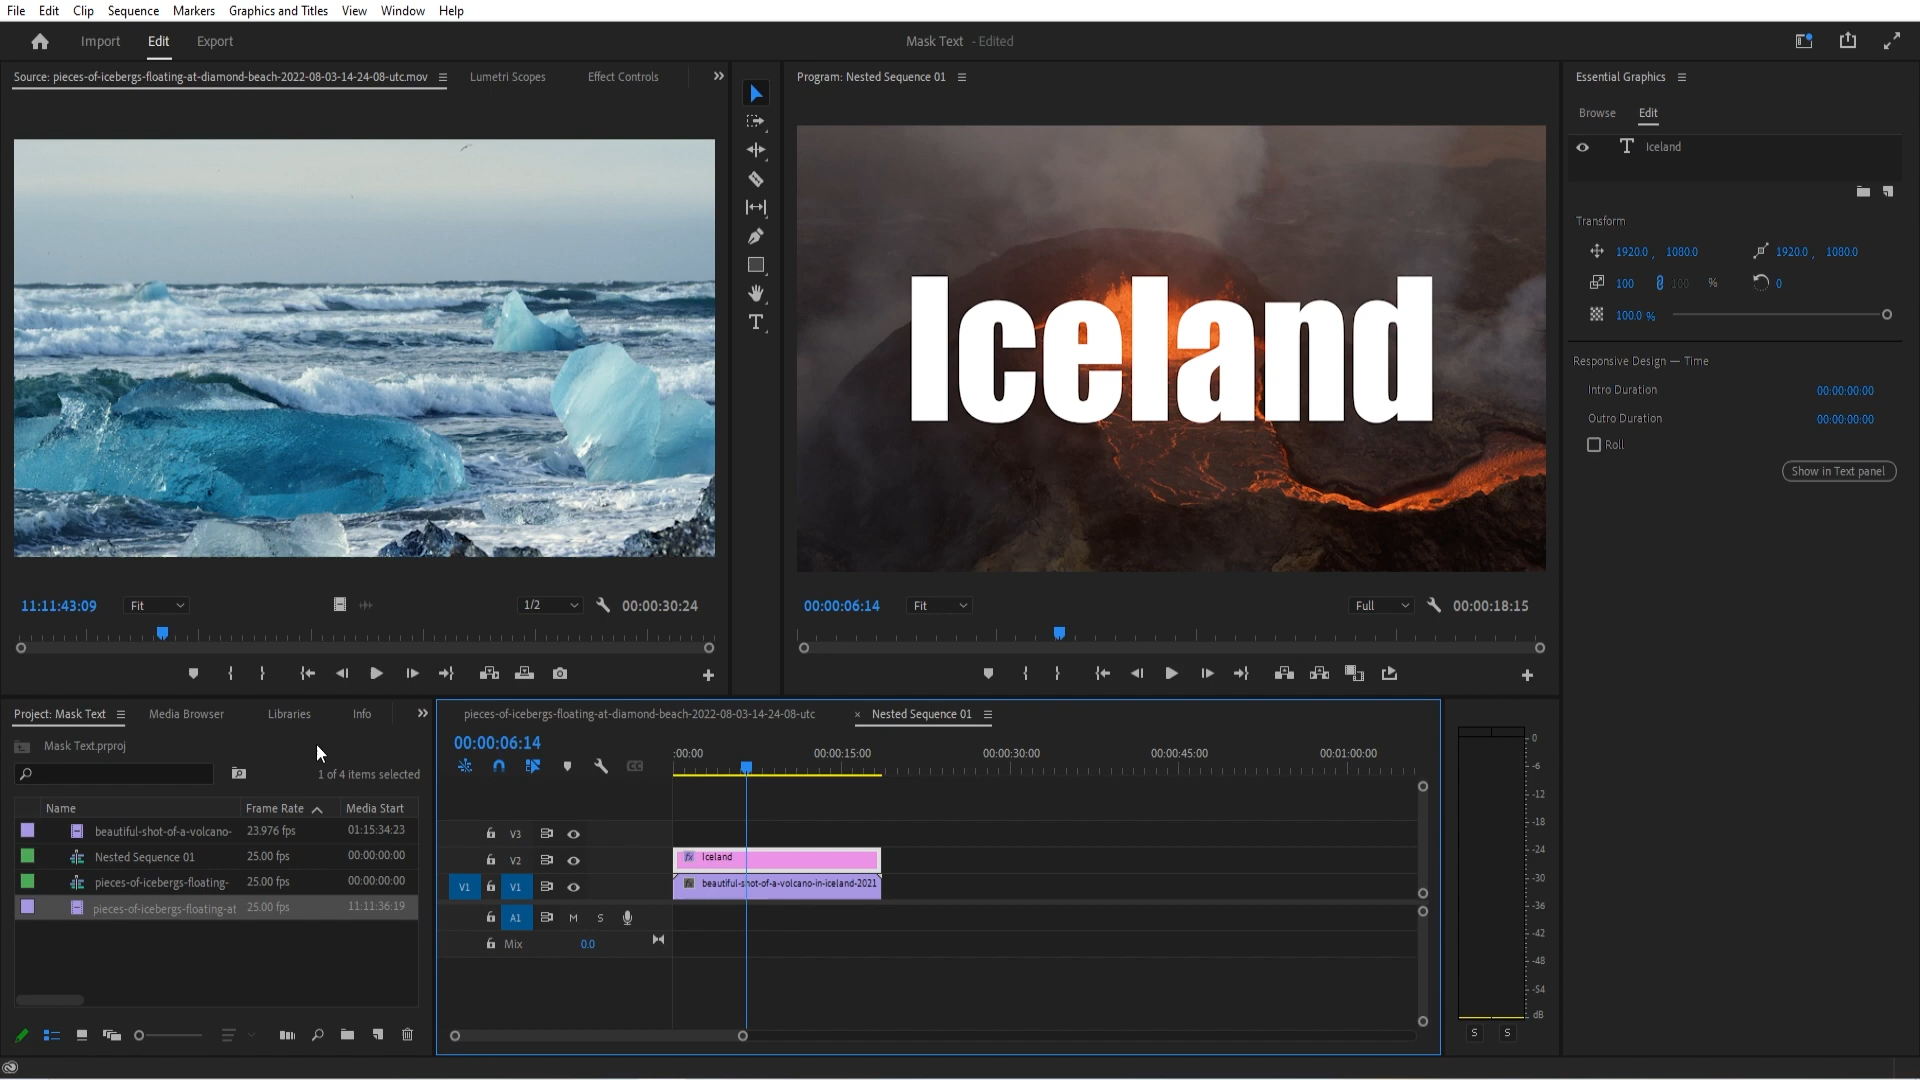 File Edit Clip Sequence Markers Graphics and Titles View Window Help
Import Edit Export
Mask Text - Edited
Source: pieces-of-icebergs-floating-at-diamond-beach-2022-08-03-14-24-08-utc.mov Lumetri Scopes Effect Controls
11:11:43:09 Fit 1/2 00:00:30:24
T
Program: Nested Sequence 01
Iceland
00:00:06:14 Fit Full 00:00:18:15
Essential Graphics
Browse Edit
T Iceland
Transform
1920.0 , 1080.0 1920.0 , 1080.0
100 100 % 0
100.0 %
Responsive Design — Time
Intro Duration 00:00:00:00
Outro Duration 00:00:00:00
Roll
Show in Text panel
Project: Mask Text Media Browser Libraries Info
Mask Text.prproj
1 of 4 items selected
Name Frame Rate Media Start
beautiful-shot-of-a-volcano- 23.976 fps 01:15:34:23
Nested Sequence 01 25.00 fps 00:00:00:00
pieces-of-icebergs-floating- 25.00 fps 00:00:00:00
pieces-of-icebergs-floating-at 25.00 fps 11:11:36:19
pieces-of-icebergs-floating-at-diamond-beach-2022-08-03-14-24-08-utc × Nested Sequence 01
00:00:06:14
:00:00 00:00:15:00 00:00:30:00 00:00:45:00 00:01:00:00
CC
V3
V2 fx Iceland
V1 V1 fx beautiful-shot-of-a-volcano-in-iceland-2021
A1 M S
Mix 0.0
0
-6
-12
-18
-24
-30
-36
-42
-48
-54
dB
S S